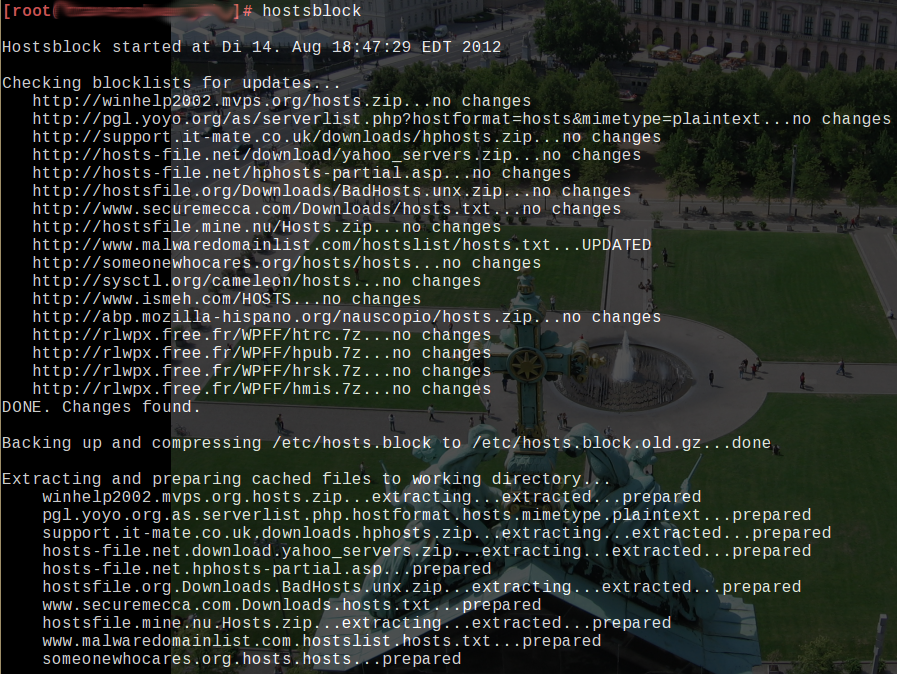 [root ]# hostsblock
Hostsblock started at Di 14. Aug 18:47:29 EDT 2012
Checking blocklists for updates...
http://winhelp2002.mvps.org/hosts.zip...no changes
http://pgl.yoyo.org/as/serverlist.php?hostformat=hosts&mimetype=plaintext...no changes
http://support.it-mate.co.uk/downloads/hphosts.zip...no changes
http://hosts-file.net/download/yahoo_servers.zip...no changes
http://hosts-file.net/hphosts-partial.asp...no changes
http://hostsfile.org/Downloads/BadHosts.unx.zip...no changes
http://www.securemecca.com/Downloads/hosts.txt...no changes
http://hostsfile.mine.nu/Hosts.zip...no changes
http://www.malwaredomainlist.com/hostslist/hosts.txt...UPDATED
http://someonewhocares.org/hosts/hosts...no changes
http://sysctl.org/cameleon/hosts...no changes
http://www.ismeh.com/HOSTS...no changes
http://abp.mozilla-hispano.org/nauscopio/hosts.zip...no changes
http://rlwpx.free.fr/WPFF/htrc.7z...no changes
http://rlwpx.free.fr/WPFF/hpub.7z...no changes
http://rlwpx.free.fr/WPFF/hrsk.7z...no changes
http://rlwpx.free.fr/WPFF/hmis.7z...no changes
DONE. Changes found.
Backing up and compressing /etc/hosts.block to /etc/hosts.block.old.gz...done
Extracting and preparing cached files to working directory...
winhelp2002.mvps.org.hosts.zip...extracting...extracted...prepared
pgl.yoyo.org.as.serverlist.php.hostformat.hosts.mimetype.plaintext...prepared
support.it-mate.co.uk.downloads.hphosts.zip...extracting...extracted...prepared
hosts-file.net.download.yahoo_servers.zip...extracting...extracted...prepared
hosts-file.net.hphosts-partial.asp...prepared
hostsfile.org.Downloads.BadHosts.unx.zip...extracting...extracted...prepared
www.securemecca.com.Downloads.hosts.txt...prepared
hostsfile.mine.nu.Hosts.zip...extracting...extracted...prepared
www.malwaredomainlist.com.hostslist.hosts.txt...prepared
someonewhocares.org.hosts.hosts...prepared